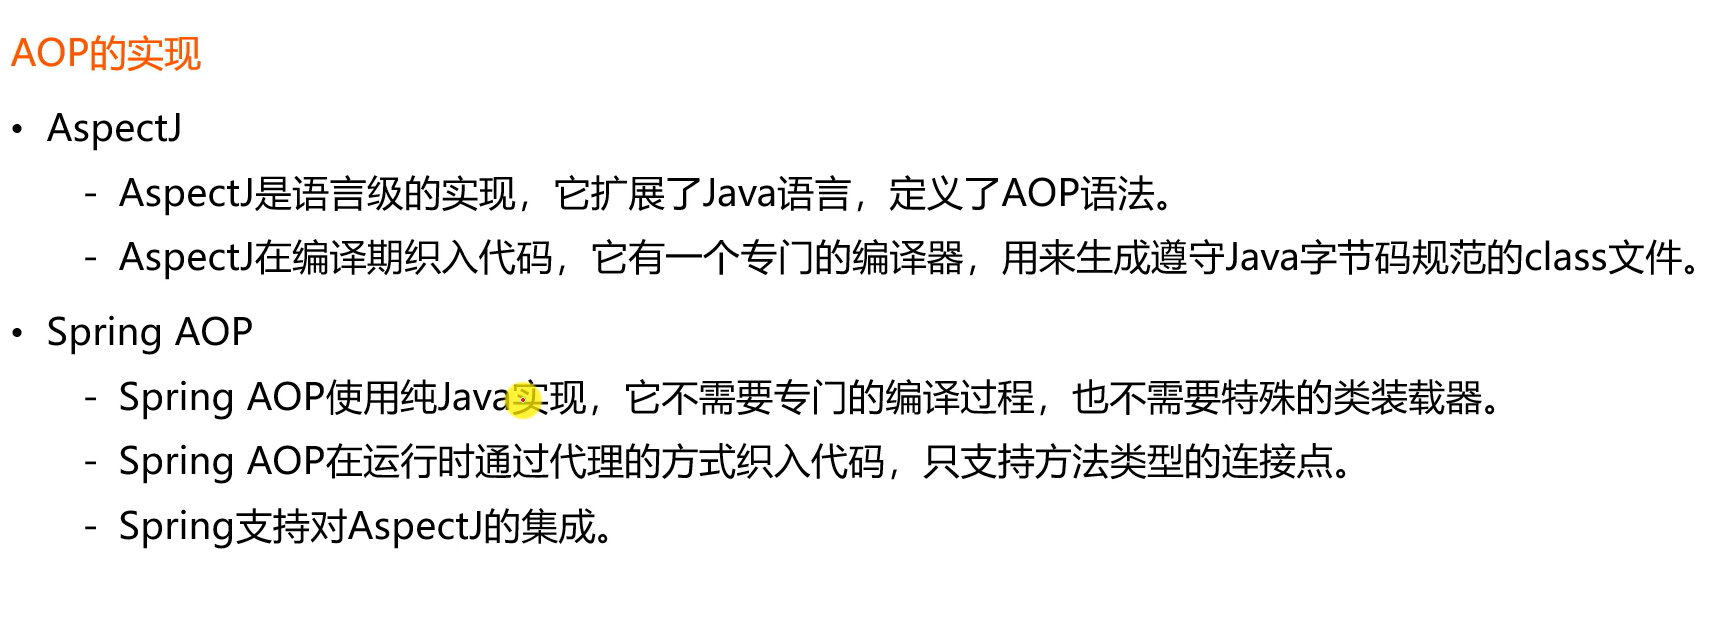 AOP的实现
• AspectJ
- AspectJ是语言级的实现，它扩展了Java语言，定义了AOP语法。
- AspectJ在编译期织入代码，它有一个专门的编译器，用来生成遵守Java字节码规范的class文件。
• Spring AOP
- Spring AOP使用纯Java实现，它不需要专门的编译过程，也不需要特殊的类装载器。
- Spring AOP在运行时通过代理的方式织入代码，只支持方法类型的连接点。
- Spring支持对AspectJ的集成。